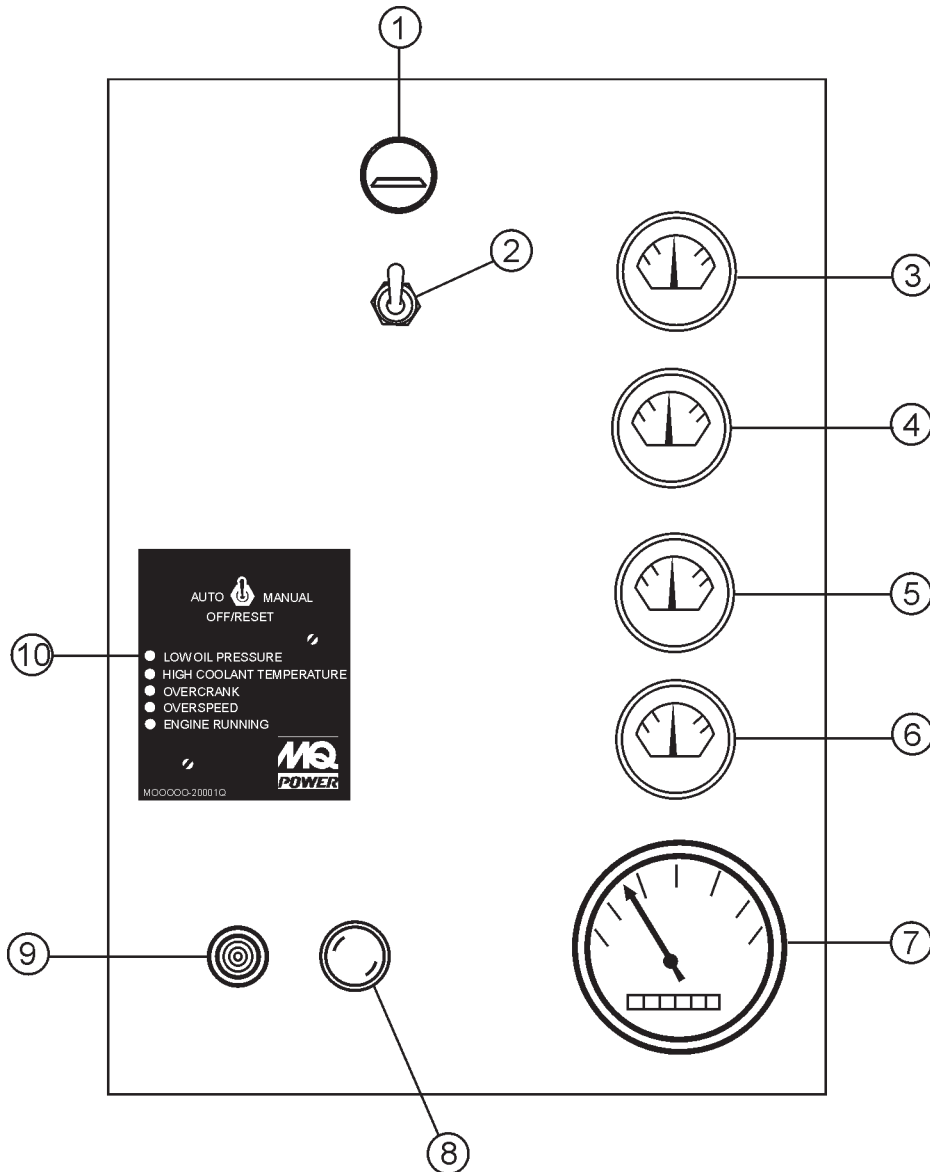 1
2
3
4
5
6
AUTO MANUAL
OFF/RESET
10
LOW OIL PRESSURE
HIGH COOLANT TEMPERATURE
OVERCRANK
OVERSPEED
ENGINE RUNNING
MQ
POWER
MOOOOO-20001Q
9
7
8